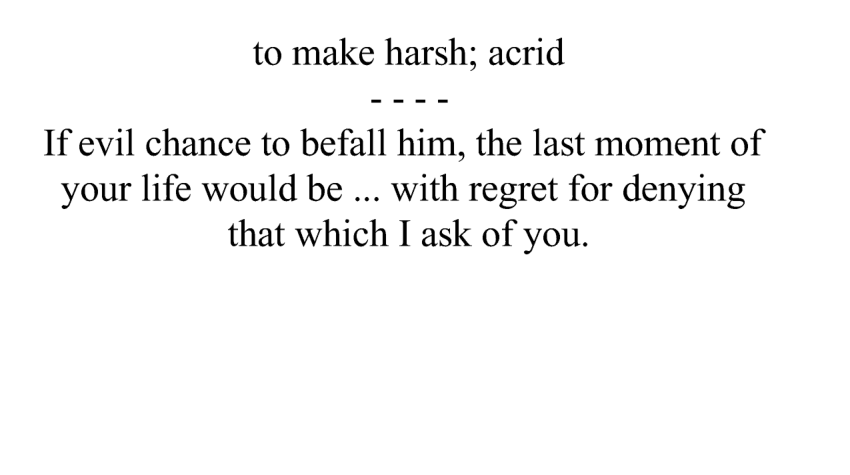 to make harsh; acrid
- - - -
If evil chance to befall him, the last moment of
your life would be ... with regret for denying
that which I ask of you.